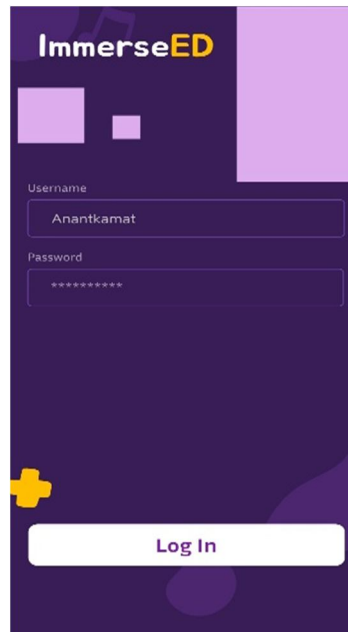 ImmerseED
Username
Anantkamat
Password
**********
Log In